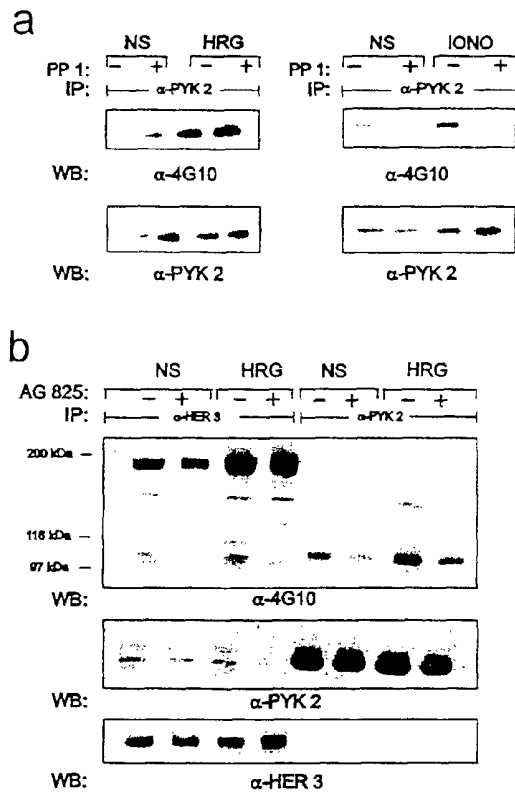 a
NS HRG NS IONO
PP 1: − + − + PP 1: − + − +
IP: α-PYK 2 IP: α-PYK 2
WB: α-4G10 WB: α-4G10
WB: α-PYK 2 WB: α-PYK 2
b
NS HRG NS HRG
AG 825: − + − + − + − +
IP: α-HER 3 α-PYK 2
200 kDa −
116 kDa −
97 kDa −
WB: α-4G10
WB: α-PYK 2
WB: α-HER 3